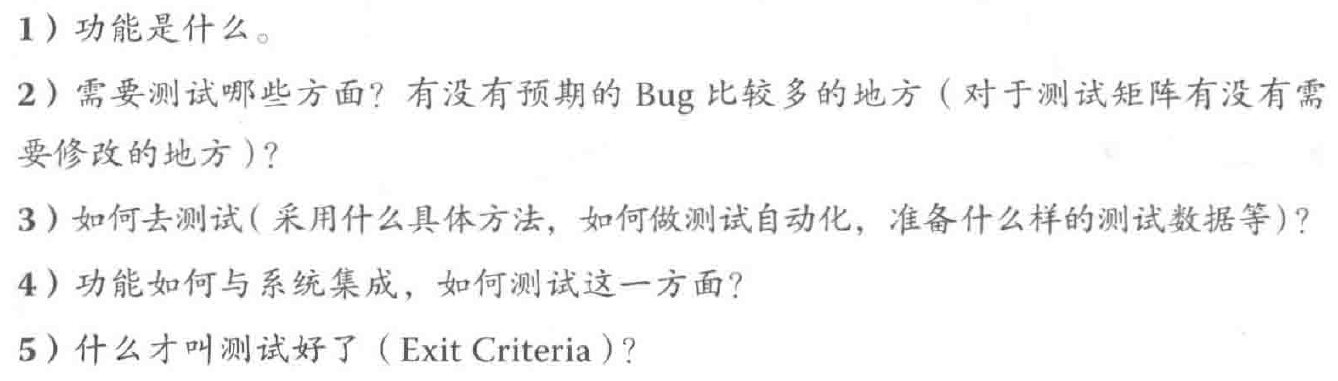 1）功能是什么。
2）需要测试哪些方面？有没有预期的 Bug 比较多的地方（对于测试矩阵有没有需
要修改的地方）？
3）如何去测试（采用什么具体方法，如何做测试自动化，准备什么样的测试数据等）？
4）功能如何与系统集成，如何测试这一方面？
5）什么才叫测试好了（Exit Criteria）？